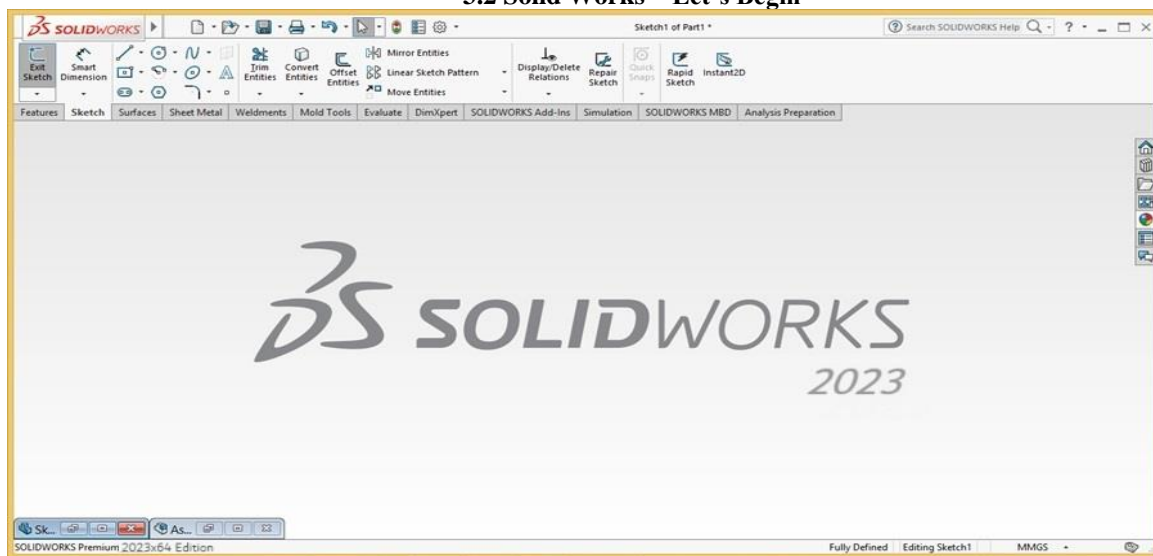 3.2 Solid Works – Let's Begin
SOLIDWORKS
Sketch1 of Part1 *
Search SOLIDWORKS Help
?
Exit Sketch
Smart Dimension
Trim Entities
Convert Entities
Offset Entities
Mirror Entities
Linear Sketch Pattern
Move Entities
Display/Delete Relations
Repair Sketch
Quick Snaps
Rapid Sketch
Instant2D
Features Sketch Surfaces Sheet Metal Weldments Mold Tools Evaluate DimXpert SOLIDWORKS Add-Ins Simulation SOLIDWORKS MBD Analysis Preparation
SOLIDWORKS
2023
Sk... As...
SOLIDWORKS Premium 2023x64 Edition
Fully Defined Editing Sketch1 MMGS